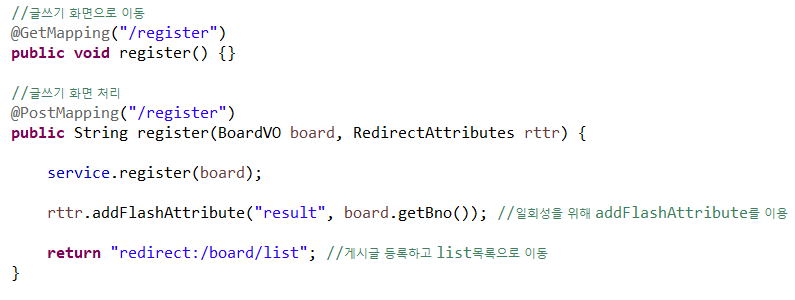 //글쓰기 화면으로 이동
@GetMapping("/register")
public void register() {}
//글쓰기 화면 처리
@PostMapping("/register")
public String register(BoardVO board, RedirectAttributes rttr) {
service.register(board);
rttr.addFlashAttribute("result", board.getBno()); //일회성을 위해 addFlashAttribute를 이용
return "redirect:/board/list"; //게시글 등록하고 list목록으로 이동
}